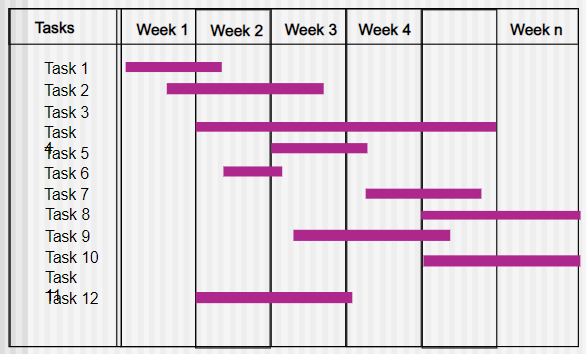 Tasks Week 1 Week 2 Week 3 Week 4 Week n
Task 1
Task 2
Task 3
Task
4
Task 5
Task 6
Task 7
Task 8
Task 9
Task 10
Task
11
Task 12